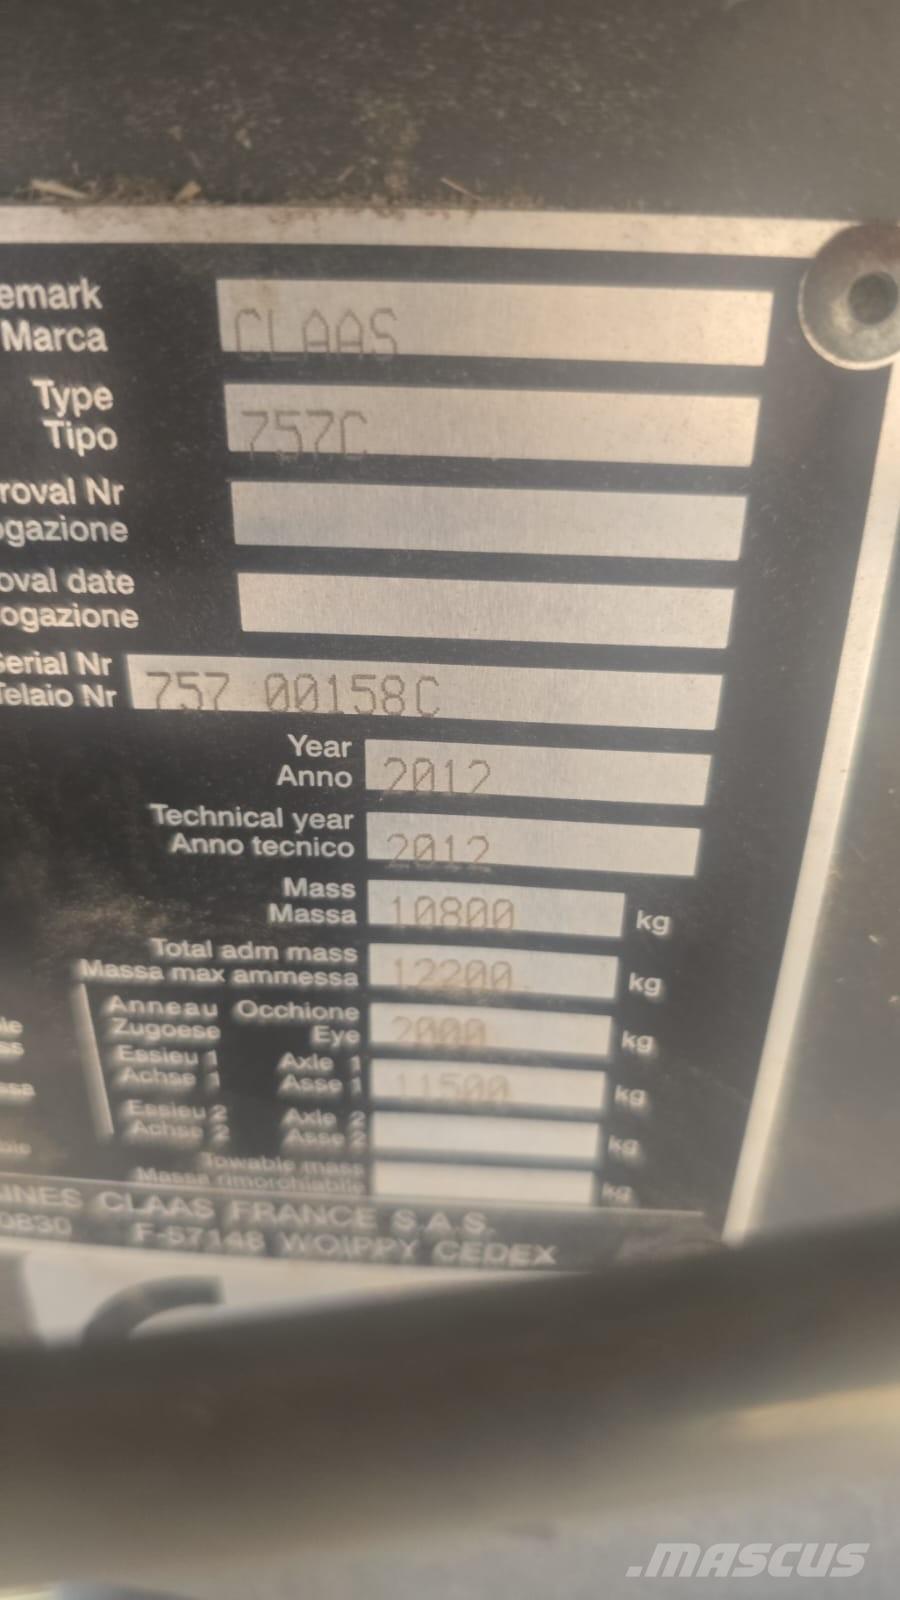 emark
Marca
CLAAS
Type
Tipo
757C
roval Nr
ogazione
oval date
ogazione
Serial Nr
Telaio Nr
757 00158C
Year
Anno
2012
Technical year
Anno tecnico
2012
Mass
Massa
10800
kg
Total adm mass
Massa max ammessa
12200
kg
Anneau Occhione
Zugoese Eye
2000
kg
Essieu 1 Axle 1
Achse 1 Asse 1
11500
kg
Essieu 2 Axle 2
Achse 2 Asse 2
kg
Towable mass
Massa rimorchiabile
kg
INES CLAAS FRANCE S.A.S.
0830 F-57148 WOIPPY CEDEX
.mascus